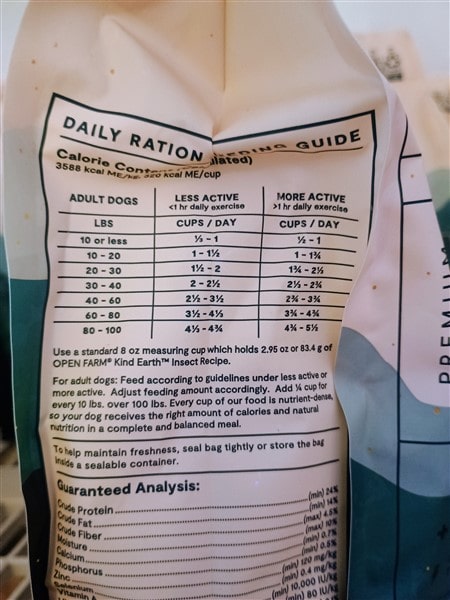 DAILY RATION FEEDING GUIDE
Calorie
3588 kcal ME/kg. 320 kcal ME/cup
ADULT DOGS LESS ACTIVE MORE ACTIVE
<1 hr daily exercise >1 hr daily exercise
LBS CUPS / DAY CUPS / DAY
10 or less ½ - 1 ½ - 1
10 - 20 1 - 1½ 1 - 1¾
20 - 30 1½ - 2 1¾ - 2½
30 - 40 2 - 2½ 2½ - 2¾
40 - 60 2½ - 3½ 2¾ - 3¾
60 - 80 3½ - 4½ 3¾ - 4¾
80 - 100 4½ - 4¾ 4¾ - 5½
Use a standard 8 oz measuring cup which holds 2.95 oz or 83.4 g of
OPEN FARM® Kind Earth™ Insect Recipe.
For adult dogs: Feed according to guidelines under less active or
more active. Adjust feeding amount accordingly. Add ¼ cup for
every 10 lbs. over 100 lbs. Every cup of our food is nutrient-dense,
so your dog receives the right amount of calories and natural
nutrition in a complete and balanced meal.
To help maintain freshness, seal bag tightly or store the bag
inside a sealable container.
Guaranteed Analysis:
Crude Protein (min) 24%
Crude Fat (min) 14%
Crude Fiber (max) 4.5%
Moisture (max) 10%
Calcium (min) 0.7%
Phosphorus (min) 0.5%
Zinc (min) 120 mg/kg
Selenium (min) 0.4 mg/kg
Vitamin A (min) 10,000 IU/kg
(min) 80 IU/kg
PREMIUM